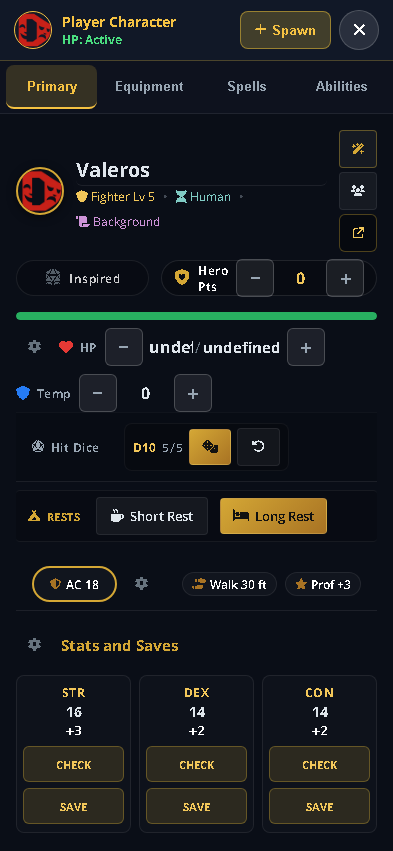 Player Character
HP: Active
+ Spawn
Primary
Equipment
Spells
Abilities
Valeros
Fighter Lv 5 • Human •
Background
Inspired
Hero Pts
− 0 +
HP − undef/undefined +
Temp − 0 +
Hit Dice D10 5/5
RESTS Short Rest Long Rest
AC 18 Walk 30 ft Prof +3
Stats and Saves
STR DEX CON
16 14 14
+3 +2 +2
CHECK CHECK CHECK
SAVE SAVE SAVE